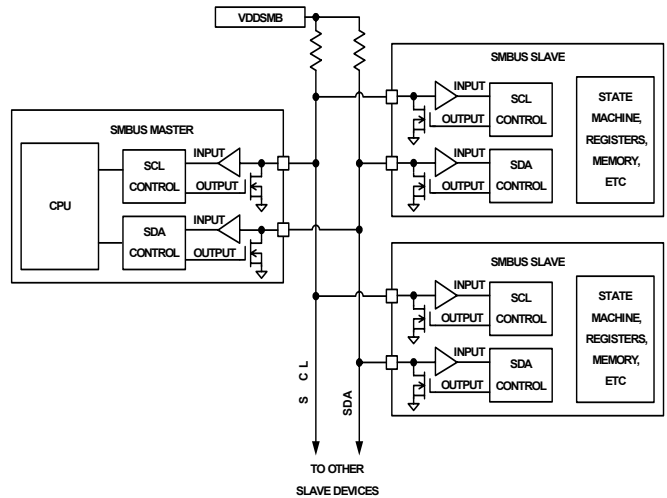 VDDSMB
SMBUS MASTER
CPU
SCL
CONTROL
INPUT
OUTPUT
SDA
CONTROL
INPUT
OUTPUT
SMBUS SLAVE
INPUT
OUTPUT
SCL
CONTROL
INPUT
OUTPUT
SDA
CONTROL
STATE
MACHINE,
REGISTERS,
MEMORY,
ETC
SMBUS SLAVE
INPUT
OUTPUT
SCL
CONTROL
INPUT
OUTPUT
SDA
CONTROL
STATE
MACHINE,
REGISTERS,
MEMORY,
ETC
S CL
SDA
TO OTHER
SLAVE DEVICES